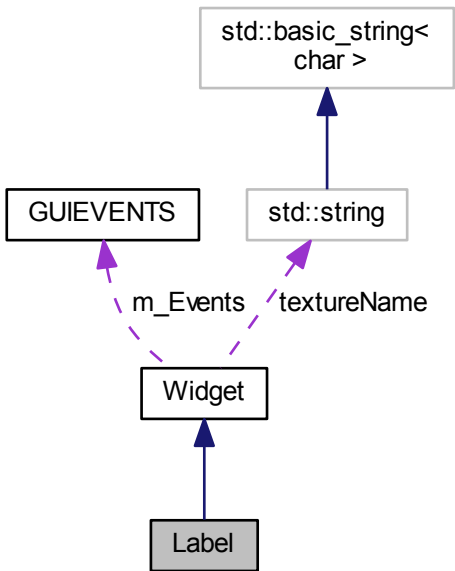 std::basic_string<
char >
GUIEVENTS
std::string
m_Events
textureName
Widget
Label